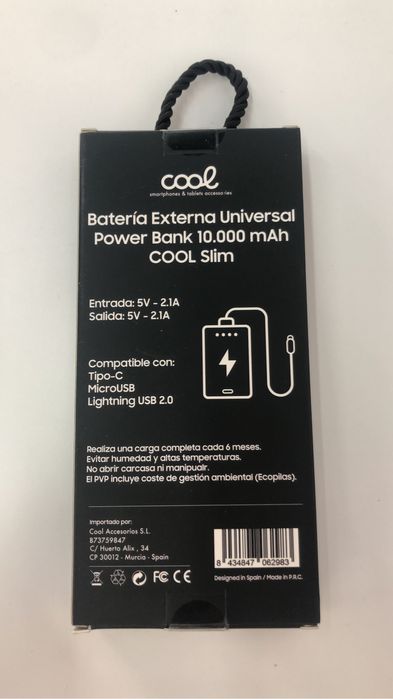 cool
smartphones & tablets accessories
Batería Externa Universal
Power Bank 10.000 mAh
COOL Slim
Entrada: 5V - 2.1A
Salida: 5V - 2.1A
Compatible con:
Tipo-C
MicroUSB
Lightning USB 2.0
Realiza una carga completa cada 6 meses.
Evitar humedad y altas temperaturas.
No abrir carcasa ni manipualr.
El PVP incluye coste de gestión ambiental (Ecopilas).
Importado por:
Cool Accesorios S.L.
B73759847
C/ Huerto Alix , 34
CP 30012 - Murcia - Spain
FC CE
8 434847 062983
Designed in Spain / Made in P.R.C.